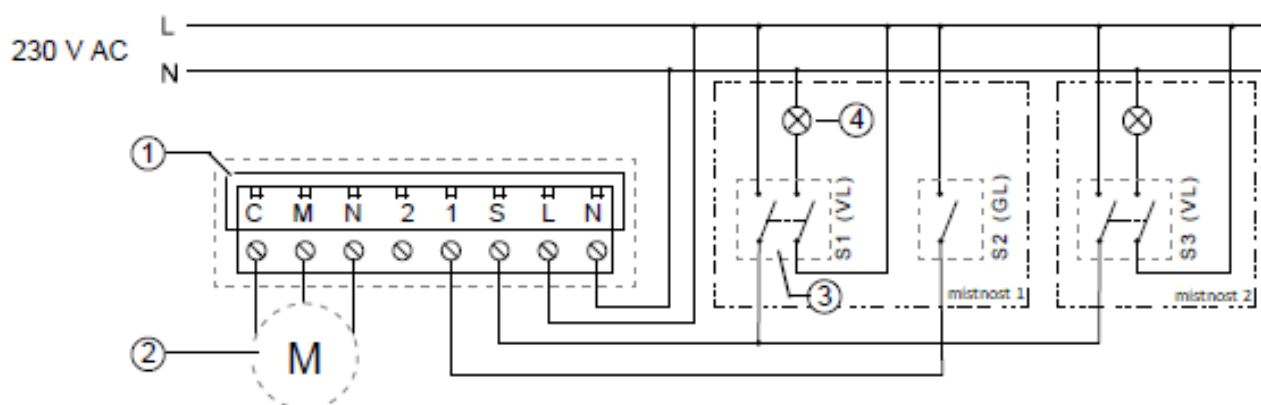 L
230 V AC
N
4
1
C M N 2 1 S L N
S1 (VL)
S2 (GL)
S3 (VL)
3
mistnost 1
mistnost 2
2
M